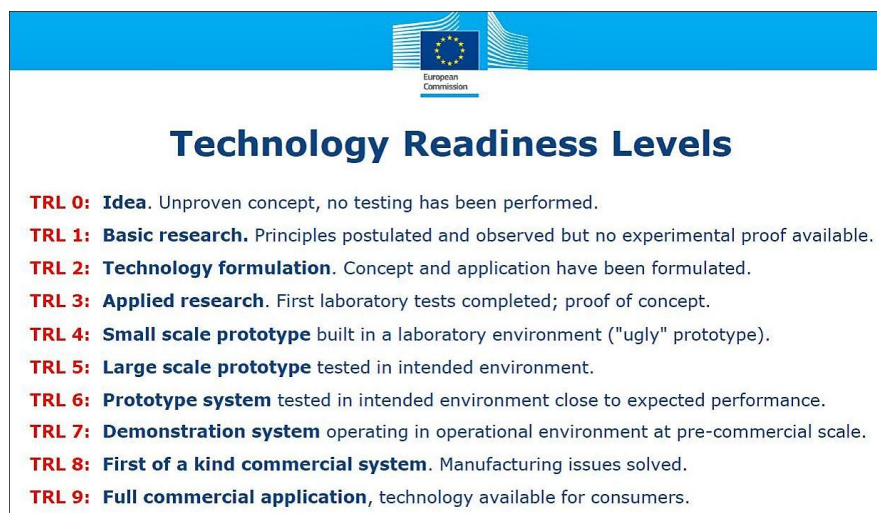 European
Commission
Technology Readiness Levels
TRL 0: Idea. Unproven concept, no testing has been performed.
TRL 1: Basic research. Principles postulated and observed but no experimental proof available.
TRL 2: Technology formulation. Concept and application have been formulated.
TRL 3: Applied research. First laboratory tests completed; proof of concept.
TRL 4: Small scale prototype built in a laboratory environment ("ugly" prototype).
TRL 5: Large scale prototype tested in intended environment.
TRL 6: Prototype system tested in intended environment close to expected performance.
TRL 7: Demonstration system operating in operational environment at pre-commercial scale.
TRL 8: First of a kind commercial system. Manufacturing issues solved.
TRL 9: Full commercial application, technology available for consumers.